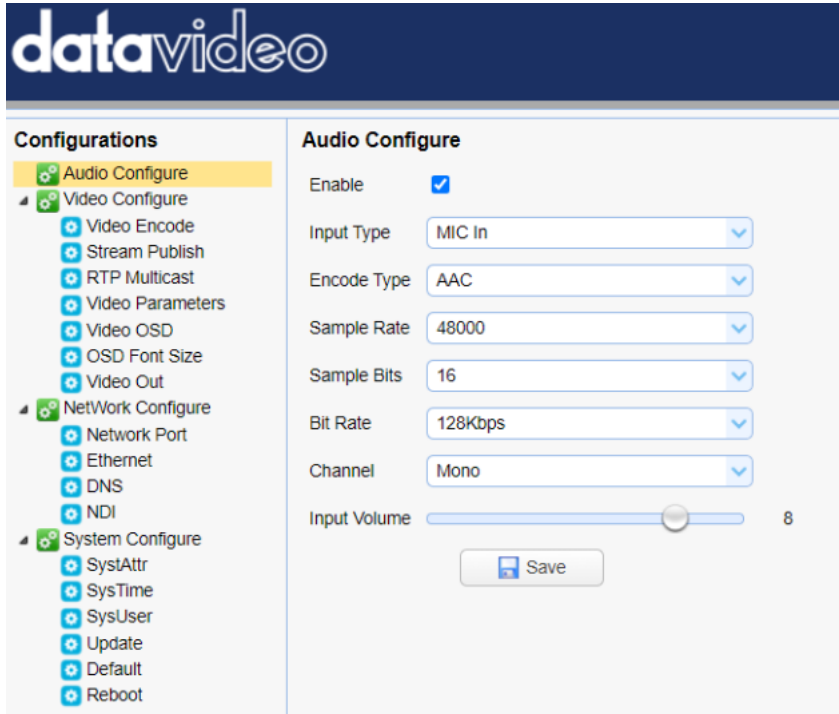 datavideo
Configurations
Audio Configure
Video Configure
Video Encode
Stream Publish
RTP Multicast
Video Parameters
Video OSD
OSD Font Size
Video Out
NetWork Configure
Network Port
Ethernet
DNS
NDI
System Configure
SystAttr
SysTime
SysUser
Update
Default
Reboot
Audio Configure
Enable
Input Type MIC In
Encode Type AAC
Sample Rate 48000
Sample Bits 16
Bit Rate 128Kbps
Channel Mono
Input Volume 8
Save